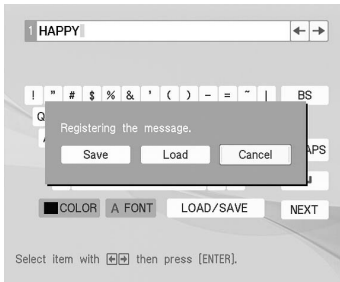 1 HAPPY ← →
! " # $ % & ' ( ) - = ~ | BS
Q
Registering the message.
Save Load Cancel
APS
COLOR A FONT LOAD/SAVE NEXT
Select item with ←→ then press [ENTER].